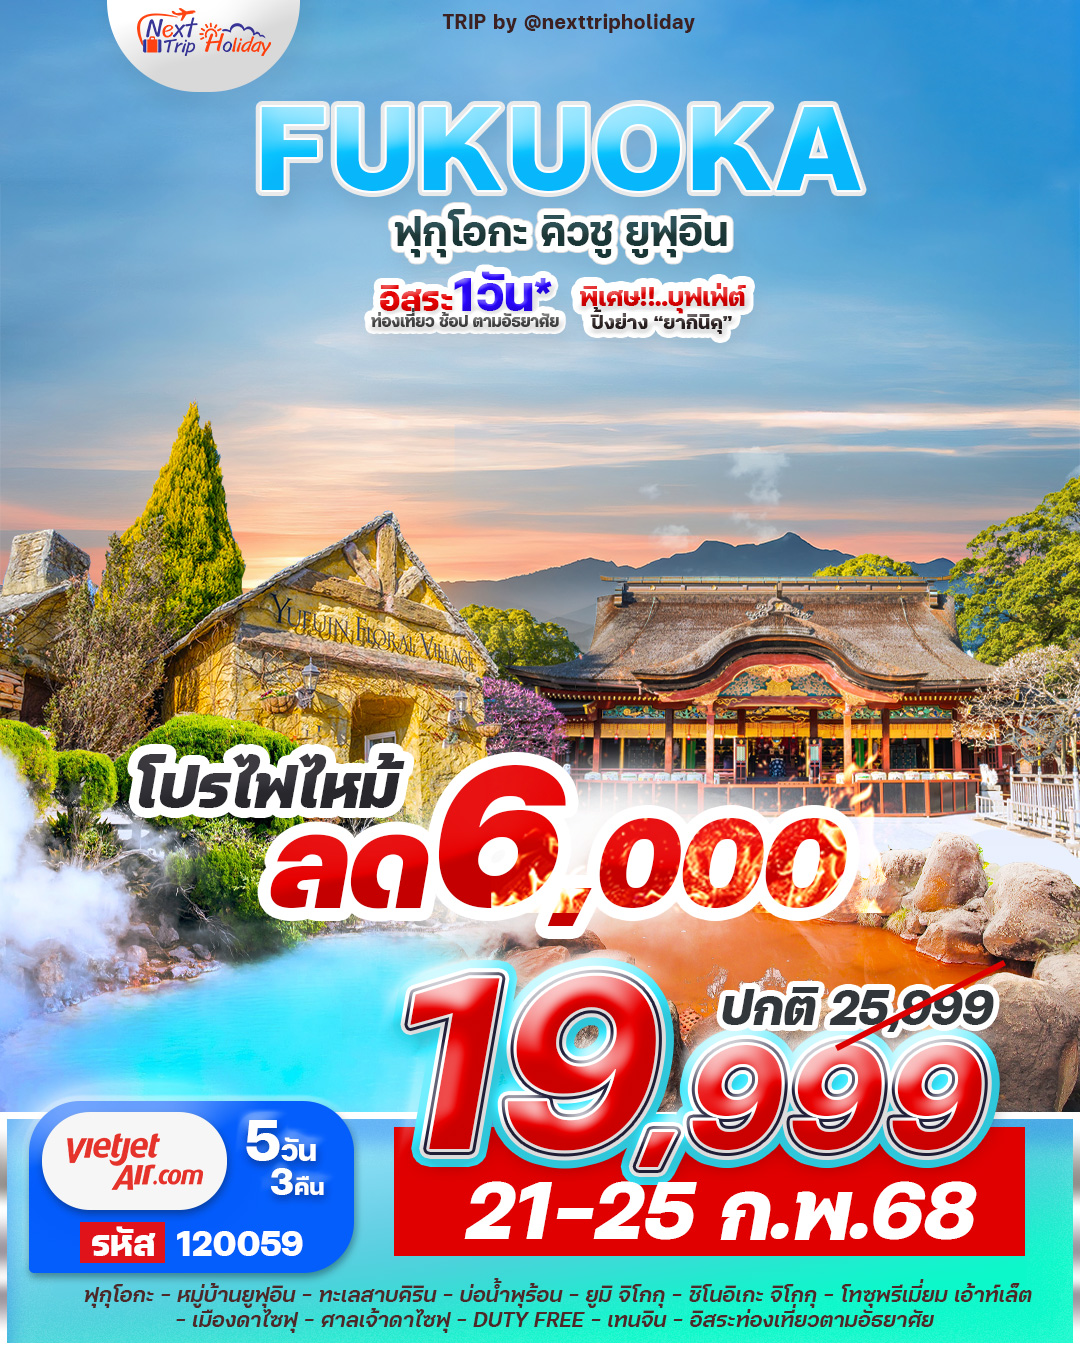 Next Trip Holiday
TRIP by @nexttripholiday
FUKUOKA
ฟุกุโอกะ คิวชู ยูฟุอิน
อิสระ1วัน*
ท่องเที่ยว ช้อป ตามอัธยาศัย
พิเศษ!!..บุฟเฟ่ต์
ปิ้งย่าง “ยากินิคุ”
YUFUIN FLORAL VILLAGE
โปรไฟไหม้
ลด6,000
ปกติ 25,999
19,999
21-25 ก.พ.68
vietjet
Air.com
5วัน
3คืน
รหัส 120059
ฟุกุโอกะ - หมู่บ้านยูฟุอิน - ทะเลสาบคิริน - บ่อน้ำพุร้อน - ยูมิ จิโกกุ - ชิโนอิเกะ จิโกกุ - โทซุพรีเมี่ยม เอ้าท์เล็ต
- เมืองดาไซฟุ - ศาลเจ้าดาไซฟุ - DUTY FREE - เทนจิน - อิสระท่องเที่ยวตามอัธยาศัย